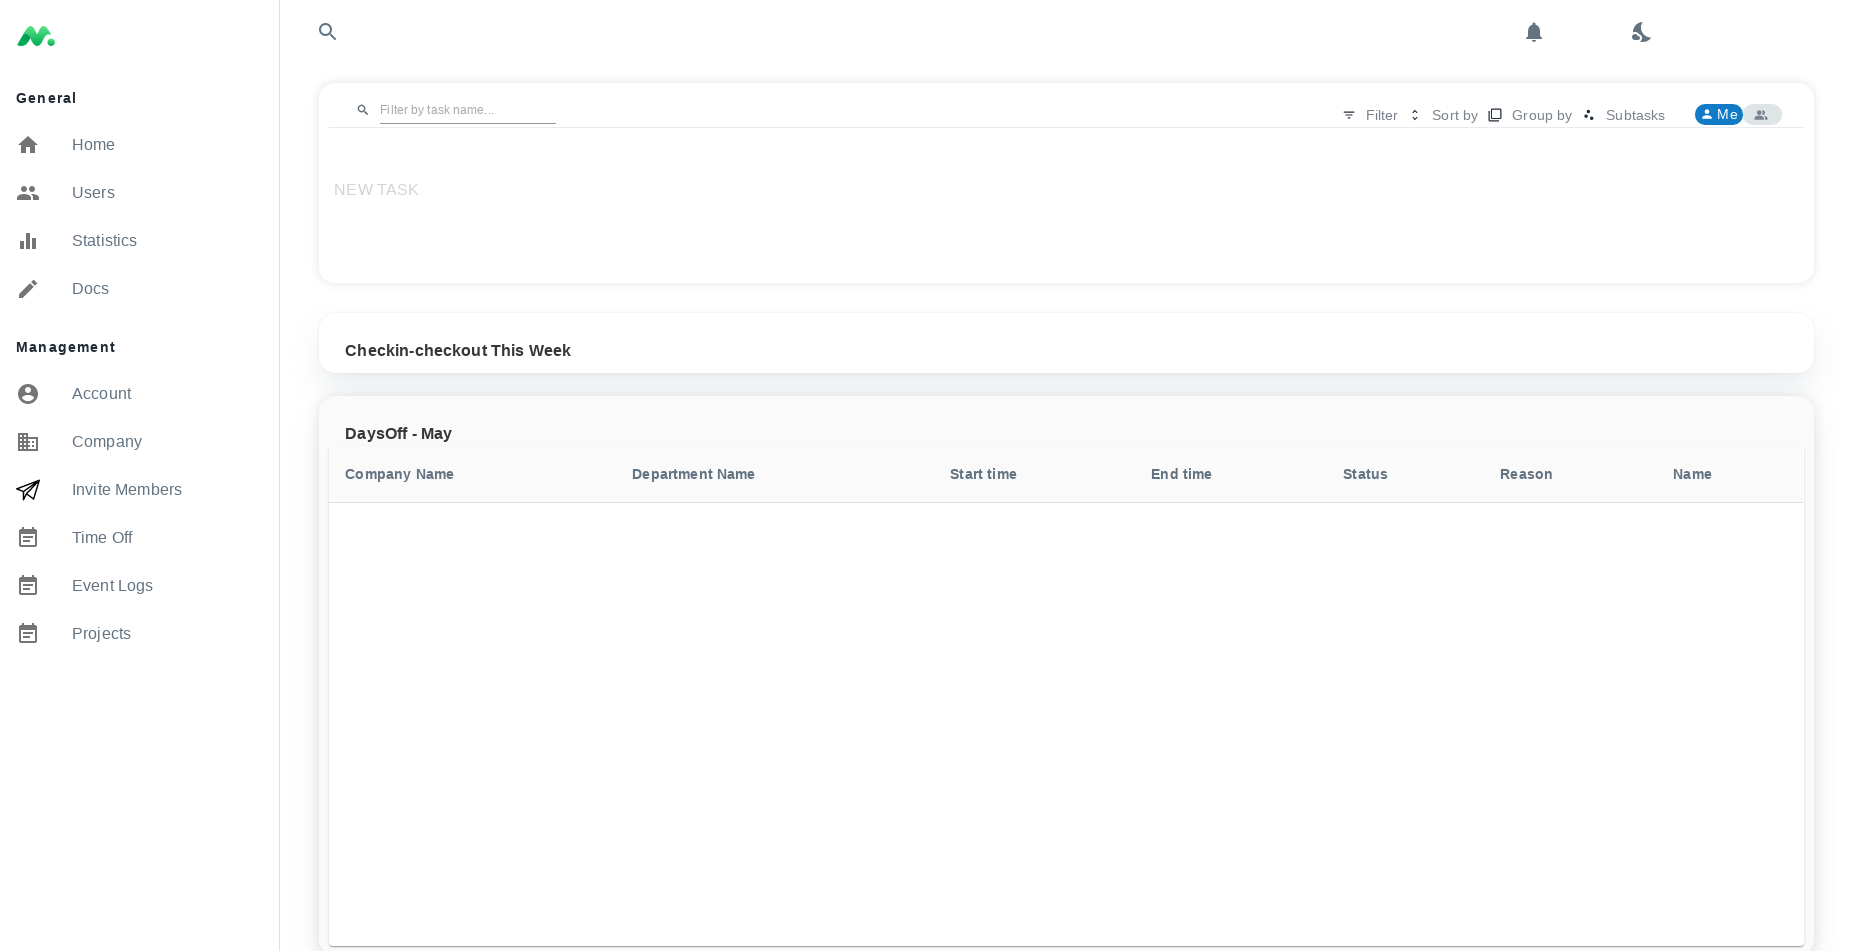 General
Home
Users
Statistics
Docs
Management
Account
Company
Invite Members
Time Off
Event Logs
Projects
Filter by task name...
Filter Sort by Group by Subtasks Me
NEW TASK
Checkin-checkout This Week
DaysOff - May
Company Name Department Name Start time End time Status Reason Name